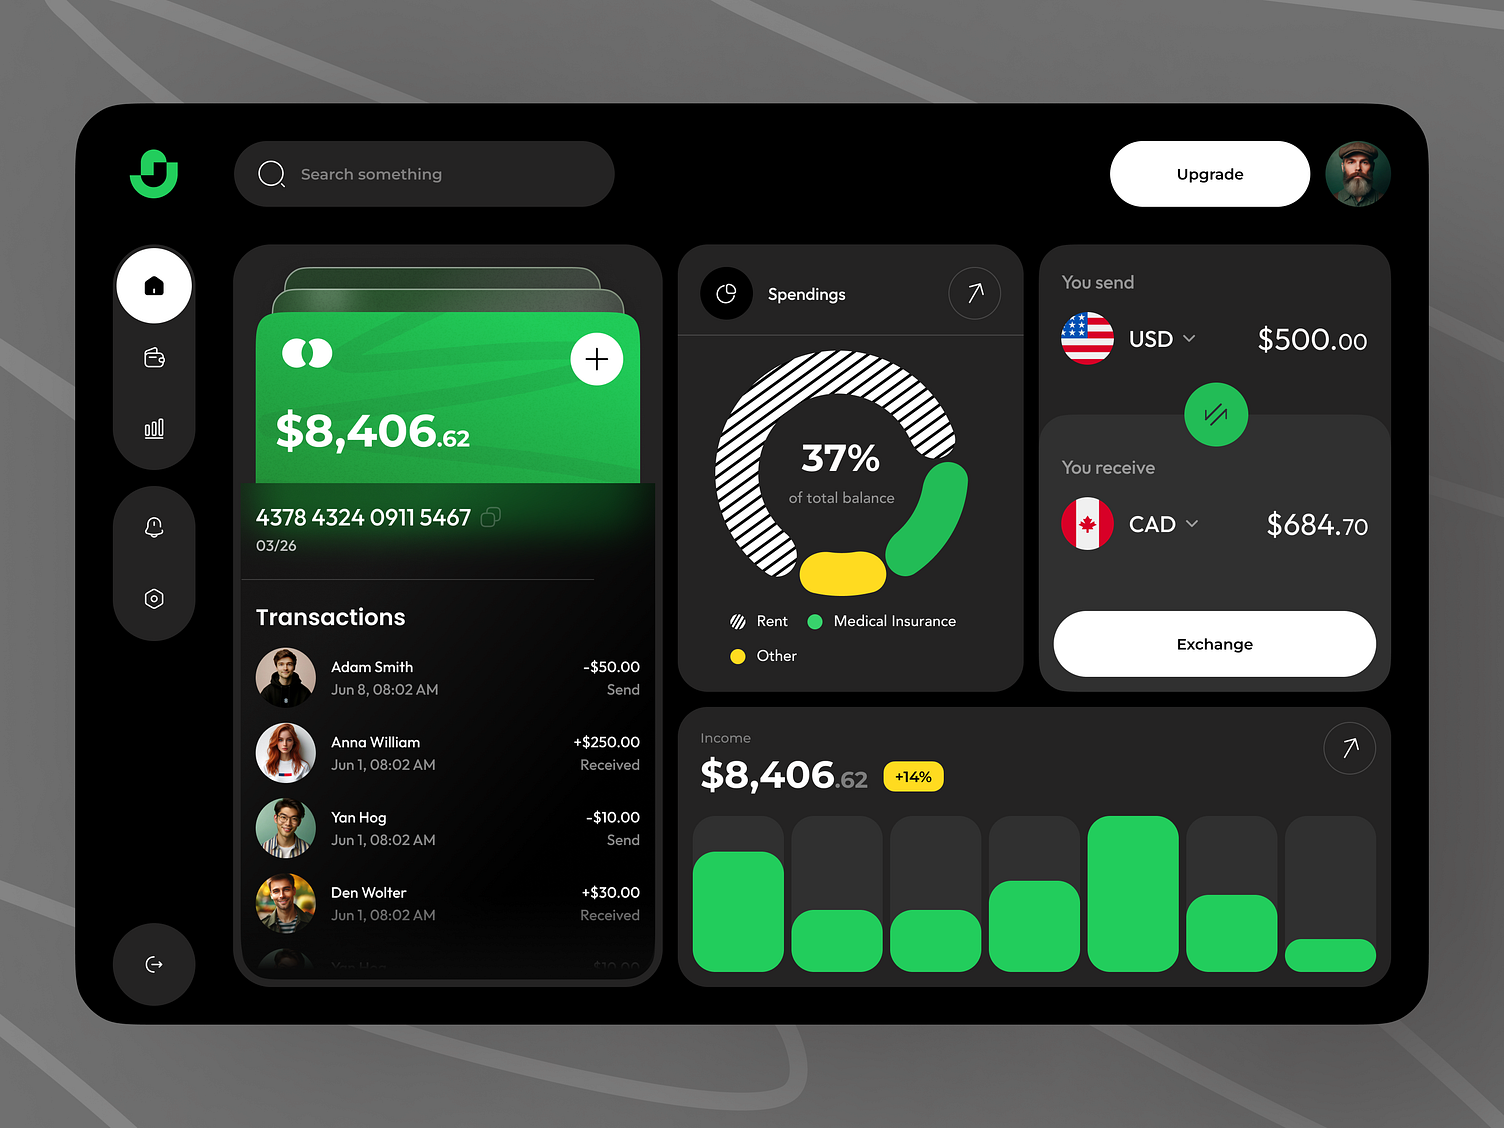 Search something
Upgrade
$8,406.62
4378 4324 0911 5467
03/26
Transactions
Adam Smith -$50.00
Jun 8, 08:02 AM Send
Anna William +$250.00
Jun 1, 08:02 AM Received
Yan Hog -$10.00
Jun 1, 08:02 AM Send
Den Wolter +$30.00
Jun 1, 08:02 AM Received
Spendings
37%
of total balance
Rent Medical Insurance
Other
You send
USD $500.00
You receive
CAD $684.70
Exchange
Income
$8,406.62 +14%